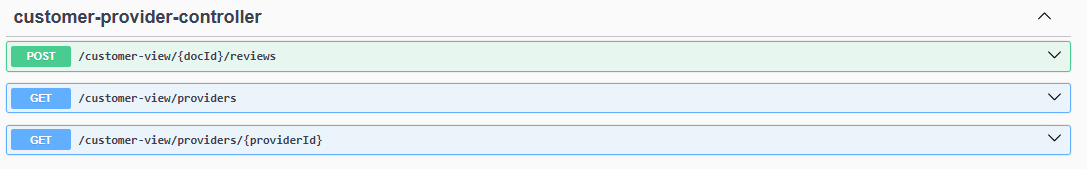 customer-provider-controller
POST /customer-view/{docId}/reviews
GET /customer-view/providers
GET /customer-view/providers/{providerId}